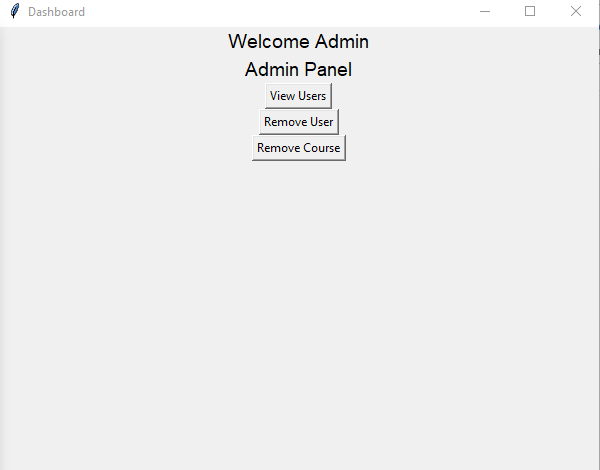 Dashboard
Welcome Admin
Admin Panel
View Users
Remove User
Remove Course